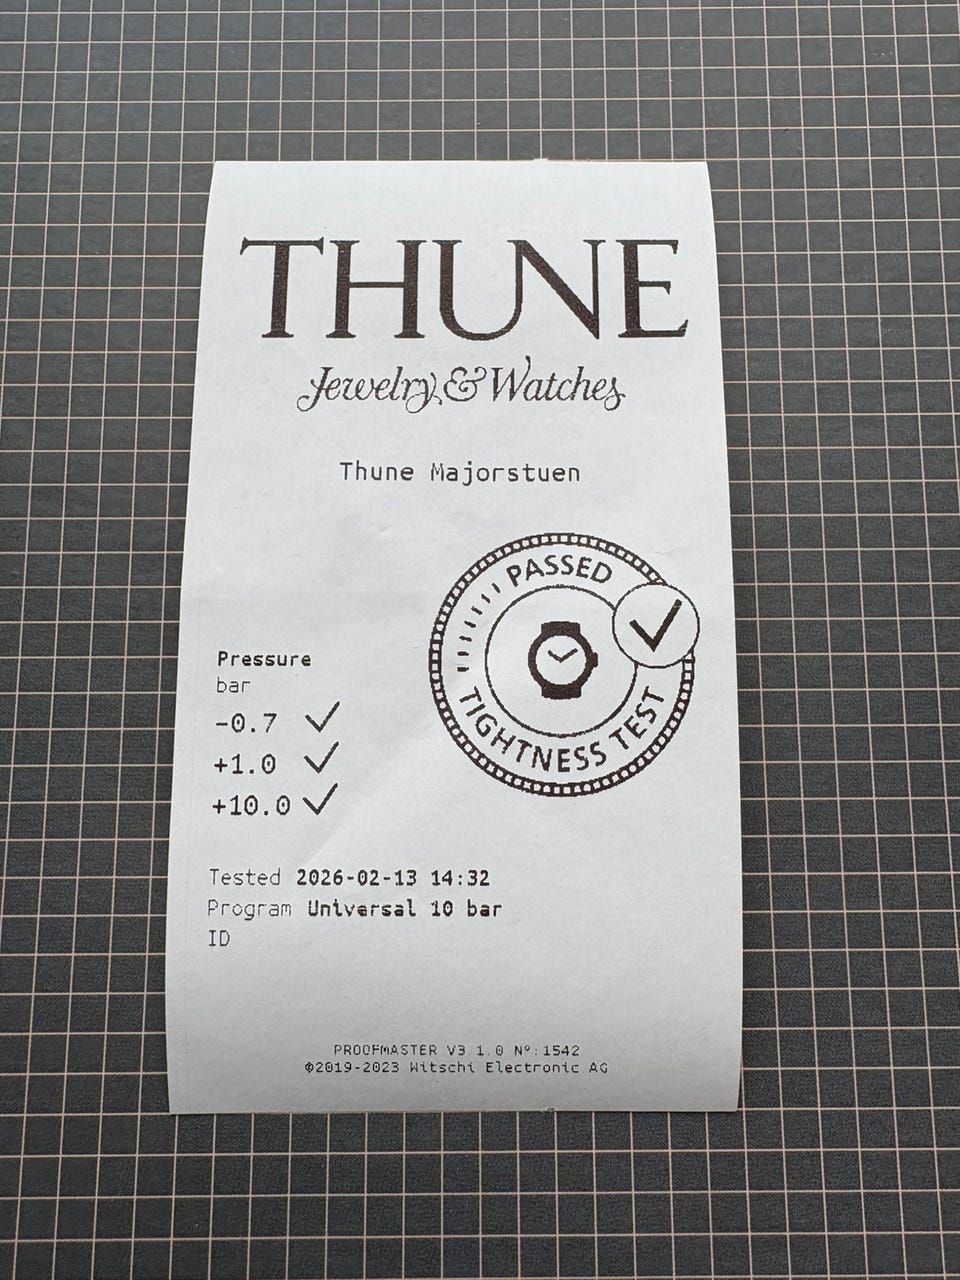 THUNE
Jewelry & Watches
Thune Majorstuen
PASSED
TIGHTNESS TEST
Pressure
bar
-0.7 ✓
+1.0 ✓
+10.0 ✓
Tested 2026-02-13 14:32
Program Universal 10 bar
ID
PROOFMASTER V3.1.0 Nº:1542
©2019-2023 Witschi Electronic AG